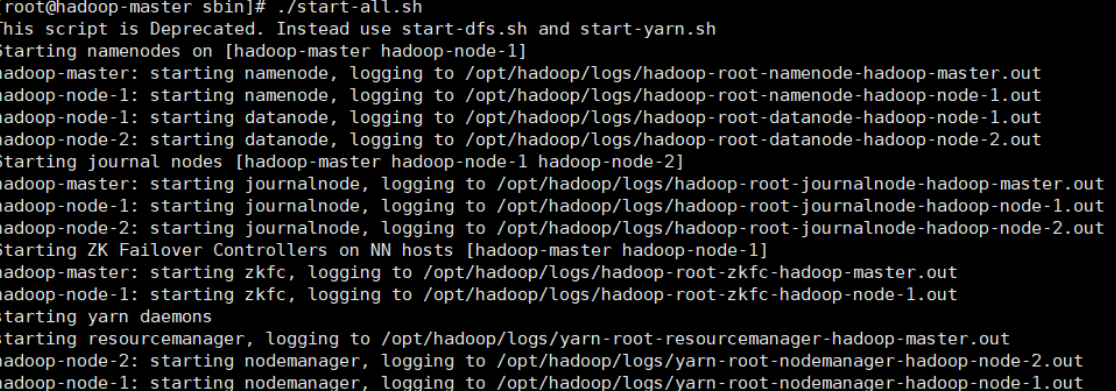 [root@hadoop-master sbin]# ./start-all.sh
This script is Deprecated. Instead use start-dfs.sh and start-yarn.sh
Starting namenodes on [hadoop-master hadoop-node-1]
hadoop-master: starting namenode, logging to /opt/hadoop/logs/hadoop-root-namenode-hadoop-master.out
hadoop-node-1: starting namenode, logging to /opt/hadoop/logs/hadoop-root-namenode-hadoop-node-1.out
hadoop-node-1: starting datanode, logging to /opt/hadoop/logs/hadoop-root-datanode-hadoop-node-1.out
hadoop-node-2: starting datanode, logging to /opt/hadoop/logs/hadoop-root-datanode-hadoop-node-2.out
Starting journal nodes [hadoop-master hadoop-node-1 hadoop-node-2]
hadoop-master: starting journalnode, logging to /opt/hadoop/logs/hadoop-root-journalnode-hadoop-master.out
hadoop-node-1: starting journalnode, logging to /opt/hadoop/logs/hadoop-root-journalnode-hadoop-node-1.out
hadoop-node-2: starting journalnode, logging to /opt/hadoop/logs/hadoop-root-journalnode-hadoop-node-2.out
Starting ZK Failover Controllers on NN hosts [hadoop-master hadoop-node-1]
hadoop-master: starting zkfc, logging to /opt/hadoop/logs/hadoop-root-zkfc-hadoop-master.out
hadoop-node-1: starting zkfc, logging to /opt/hadoop/logs/hadoop-root-zkfc-hadoop-node-1.out
starting yarn daemons
starting resourcemanager, logging to /opt/hadoop/logs/yarn-root-resourcemanager-hadoop-master.out
hadoop-node-2: starting nodemanager, logging to /opt/hadoop/logs/yarn-root-nodemanager-hadoop-node-2.out
hadoop-node-1: starting nodemanager, logging to /opt/hadoop/logs/yarn-root-nodemanager-hadoop-node-1.out